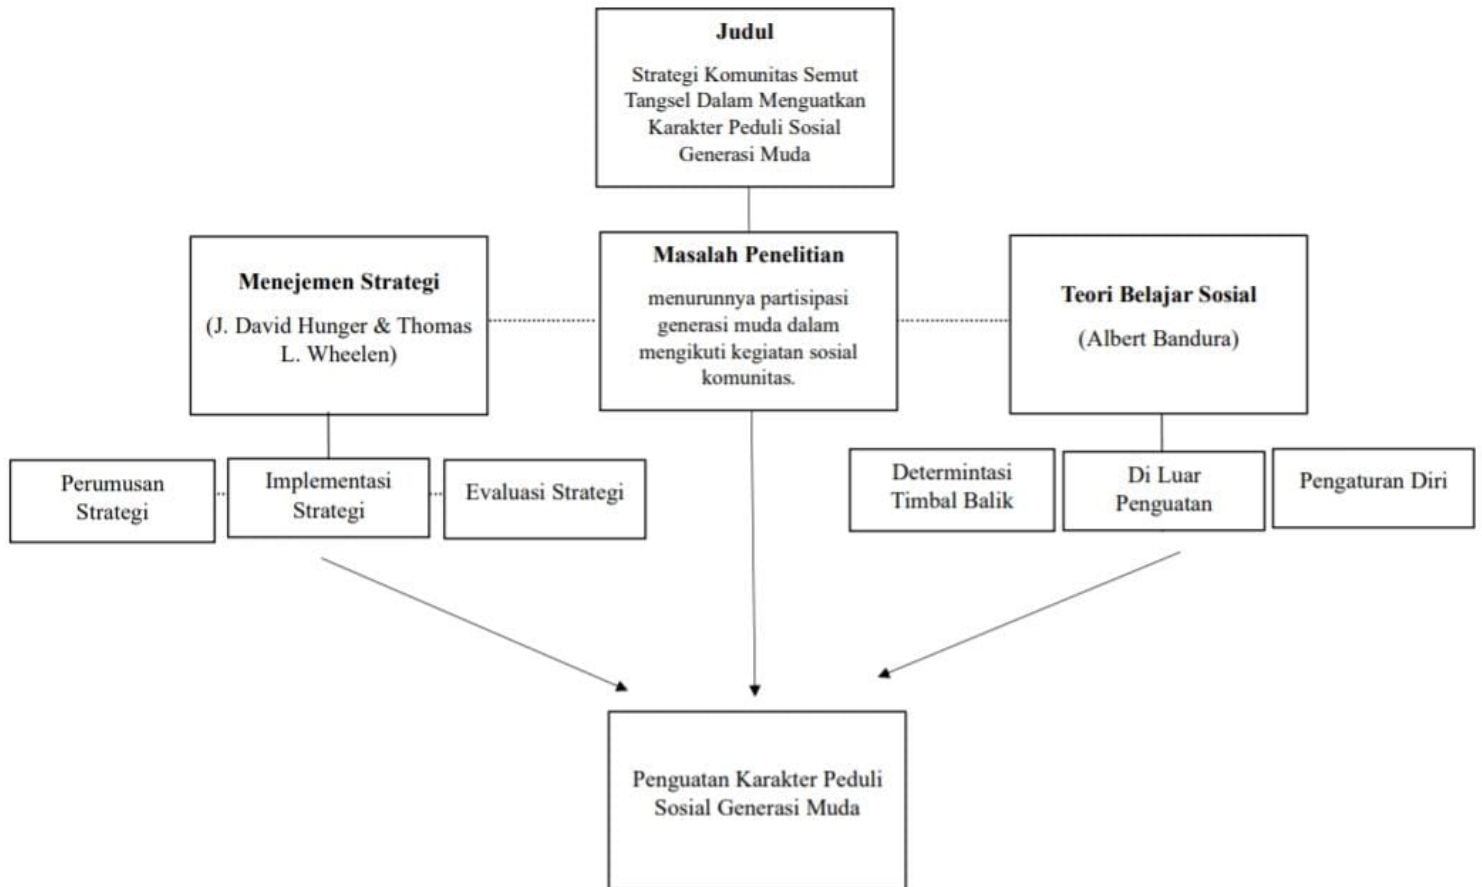 Judul
Strategi Komunitas Semut
Tangsel Dalam Menguatkan
Karakter Peduli Sosial
Generasi Muda
Menejemen Strategi
(J. David Hunger & Thomas
L. Wheelen)
Masalah Penelitian
menurunnya partisipasi
generasi muda dalam
mengikuti kegiatan sosial
komunitas.
Teori Belajar Sosial
(Albert Bandura)
Perumusan
Strategi
Implementasi
Strategi
Evaluasi Strategi
Determintasi
Timbal Balik
Di Luar
Penguatan
Pengaturan Diri
Penguatan Karakter Peduli
Sosial Generasi Muda